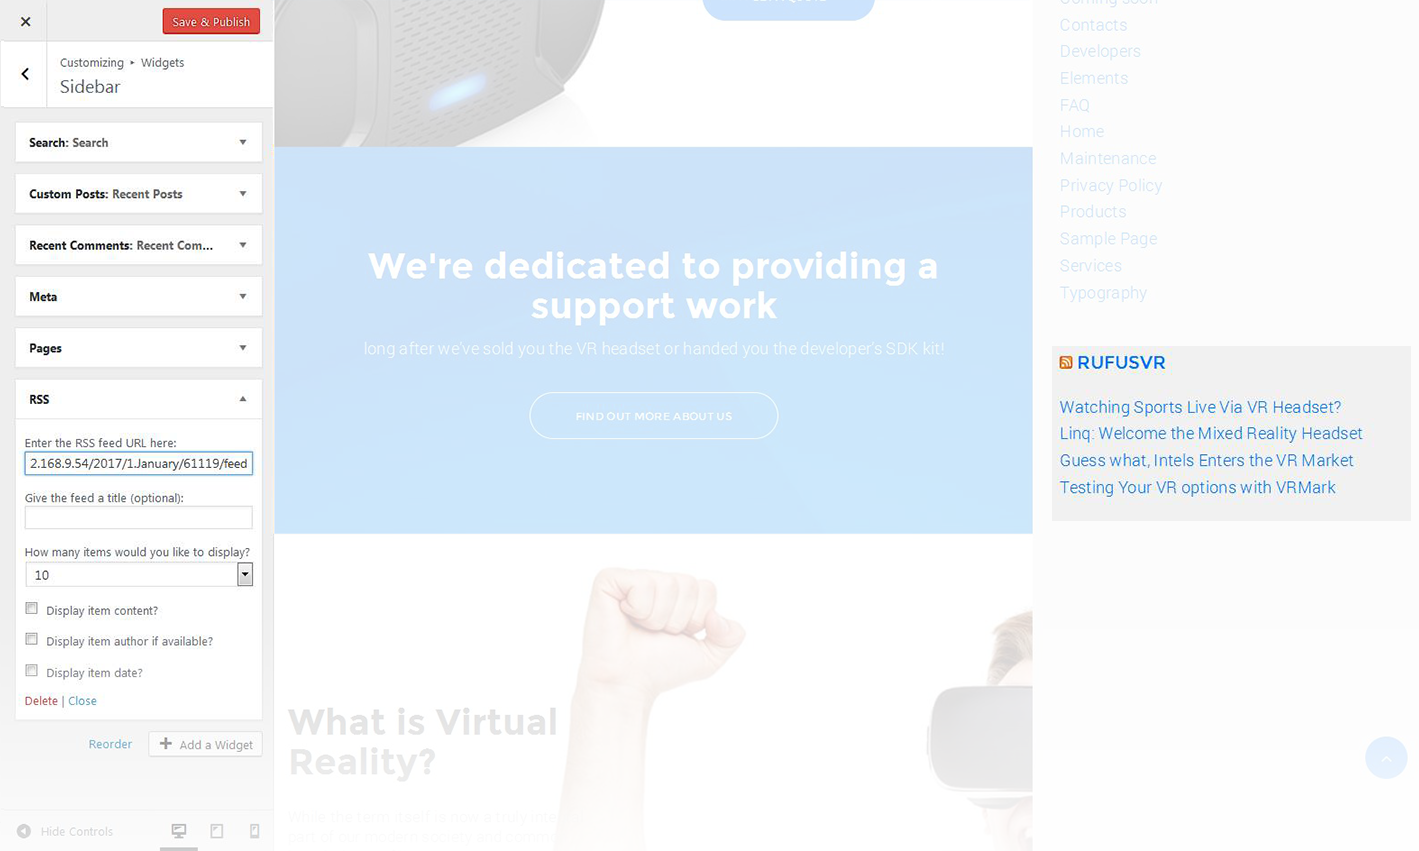 Save & Publish
Customizing ▸ Widgets
Sidebar
Search: Search
Custom Posts: Recent Posts
Recent Comments: Recent Com...
Meta
Pages
RSS
Enter the RSS feed URL here:
2.168.9.54/2017/1.January/61119/feed
Give the feed a title (optional):
How many items would you like to display?
10
Display item content?
Display item author if available?
Display item date?
Delete | Close
Reorder
Add a Widget
Hide Controls
We're dedicated to providing a
support work
long after we've sold you the VR headset or handed you the developer's SDK kit!
FIND OUT MORE ABOUT US
What is Virtual
Reality?
Contacts
Developers
Elements
FAQ
Home
Maintenance
Privacy Policy
Products
Sample Page
Services
Typography
RUFUSVR
Watching Sports Live Via VR Headset?
Linq: Welcome the Mixed Reality Headset
Guess what, Intels Enters the VR Market
Testing Your VR options with VRMark